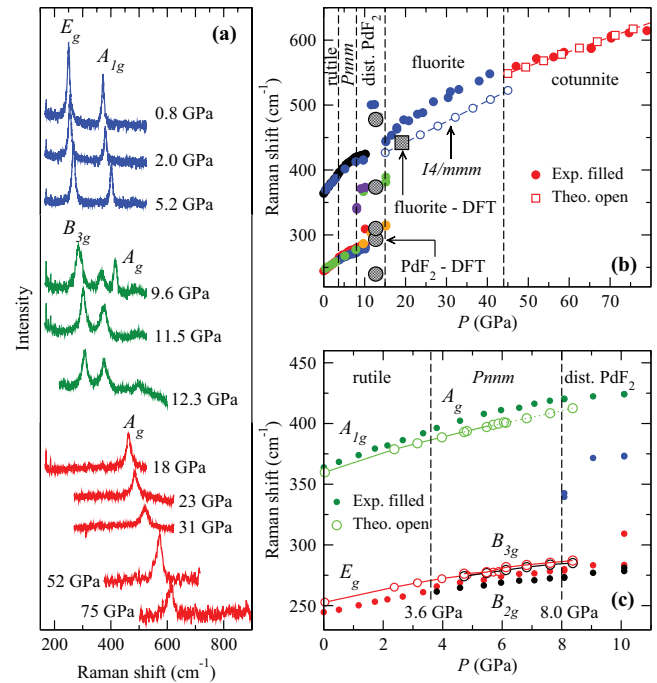 (a)
E_g
A_1g
0.8 GPa
2.0 GPa
5.2 GPa
B_3g
A_g
9.6 GPa
11.5 GPa
12.3 GPa
A_g
18 GPa
23 GPa
31 GPa
52 GPa
75 GPa
Intensity
200 400 600 800
Raman shift (cm⁻¹)
600
500
400
300
Raman shift (cm⁻¹)
rutile
Pnnm
dist. PdF₂
fluorite
cotunnite
I4/mmm
Exp. filled
Theo. open
fluorite - DFT
PdF₂ - DFT
(b)
0 10 20 30 40 50 60 70
P (GPa)
450
400
350
300
250
Raman shift (cm⁻¹)
rutile
Pnnm
dist. PdF₂
A_g
A_1g
Exp. filled
Theo. open
B_3g
E_g
B_2g
3.6 GPa
8.0 GPa
(c)
0 2 4 6 8 10
P (GPa)